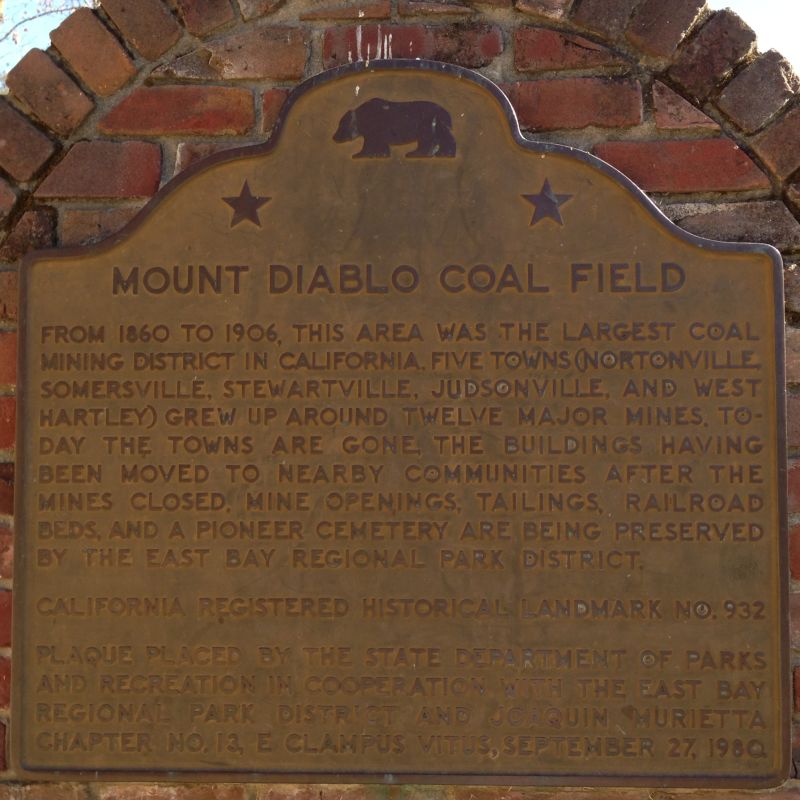 MOUNT DIABLO COAL FIELD
FROM 1860 TO 1906, THIS AREA WAS THE LARGEST COAL
MINING DISTRICT IN CALIFORNIA. FIVE TOWNS (NORTONVILLE,
SOMERSVILLE, STEWARTVILLE, JUDSONVILLE, AND WEST
HARTLEY) GREW UP AROUND TWELVE MAJOR MINES. TO-
DAY THE TOWNS ARE GONE, THE BUILDINGS HAVING
BEEN MOVED TO NEARBY COMMUNITIES AFTER THE
MINES CLOSED. MINE OPENINGS, TAILINGS, RAILROAD
BEDS, AND A PIONEER CEMETERY ARE BEING PRESERVED
BY THE EAST BAY REGIONAL PARK DISTRICT.
CALIFORNIA REGISTERED HISTORICAL LANDMARK NO. 932
PLAQUE PLACED BY THE STATE DEPARTMENT OF PARKS
AND RECREATION IN COOPERATION WITH THE EAST BAY
REGIONAL PARK DISTRICT AND JOAQUIN MURIETTA
CHAPTER NO. 13, E CLAMPUS VITUS, SEPTEMBER 27, 1980.